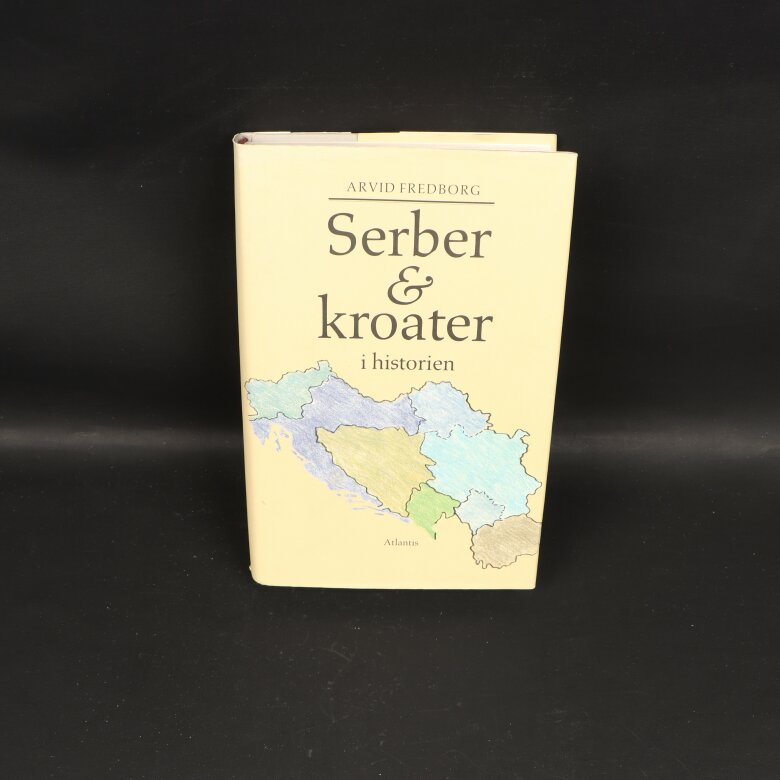 ARVID FREDBORG
Serber
&
kroater
i historien
Atlantis